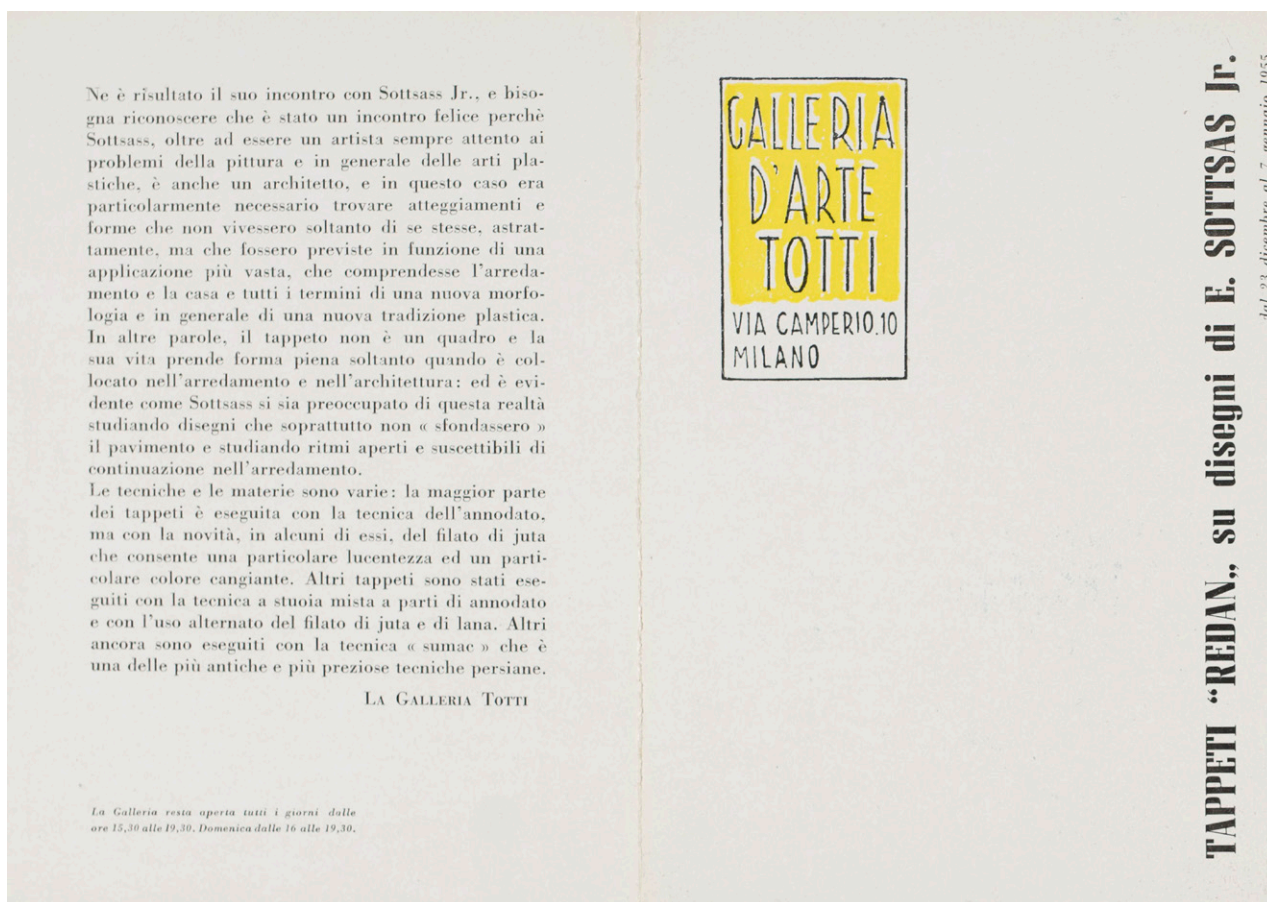 Ne è risultato il suo incontro con Sottsass Jr., e biso-
gna riconoscere che è stato un incontro felice perchè
Sottsass, oltre ad essere un artista sempre attento ai
problemi della pittura e in generale delle arti pla-
stiche, è anche un architetto, e in questo caso era
particolarmente necessario trovare atteggiamenti e
forme che non vivessero soltanto di se stesse, astrat-
tamente, ma che fossero previste in funzione di una
applicazione più vasta, che comprendesse l'arreda-
mento e la casa e tutti i termini di una nuova morfo-
logia e in generale di una nuova tradizione plastica.
In altre parole, il tappeto non è un quadro e la
sua vita prende forma piena soltanto quando è col-
locato nell'arredamento e nell'architettura: ed è evi-
dente come Sottsass si sia preoccupato di questa realtà
studiando disegni che soprattutto non « sfondassero »
il pavimento e studiando ritmi aperti e suscettibili di
continuazione nell'arredamento.
Le tecniche e le materie sono varie: la maggior parte
dei tappeti è eseguita con la tecnica dell'annodato,
ma con la novità, in alcuni di essi, del filato di juta
che consente una particolare lucentezza ed un parti-
colare colore cangiante. Altri tappeti sono stati ese-
guiti con la tecnica a stuoia mista a parti di annodato
e con l'uso alternato del filato di juta e di lana. Altri
ancora sono eseguiti con la tecnica « sumac » che è
una delle più antiche e più preziose tecniche persiane.
La Galleria Totti
La Galleria resta aperta tutti i giorni dalle
ore 15,30 alle 19,30. Domenica dalle 16 alle 19,30.
GALLERIA
D'ARTE
TOTTI
VIA CAMPERIO.10
MILANO
TAPPETI “REDAN„ su disegni di E. SOTTSAS Jr.
dal 23 dicembre al 7 gennaio 1955